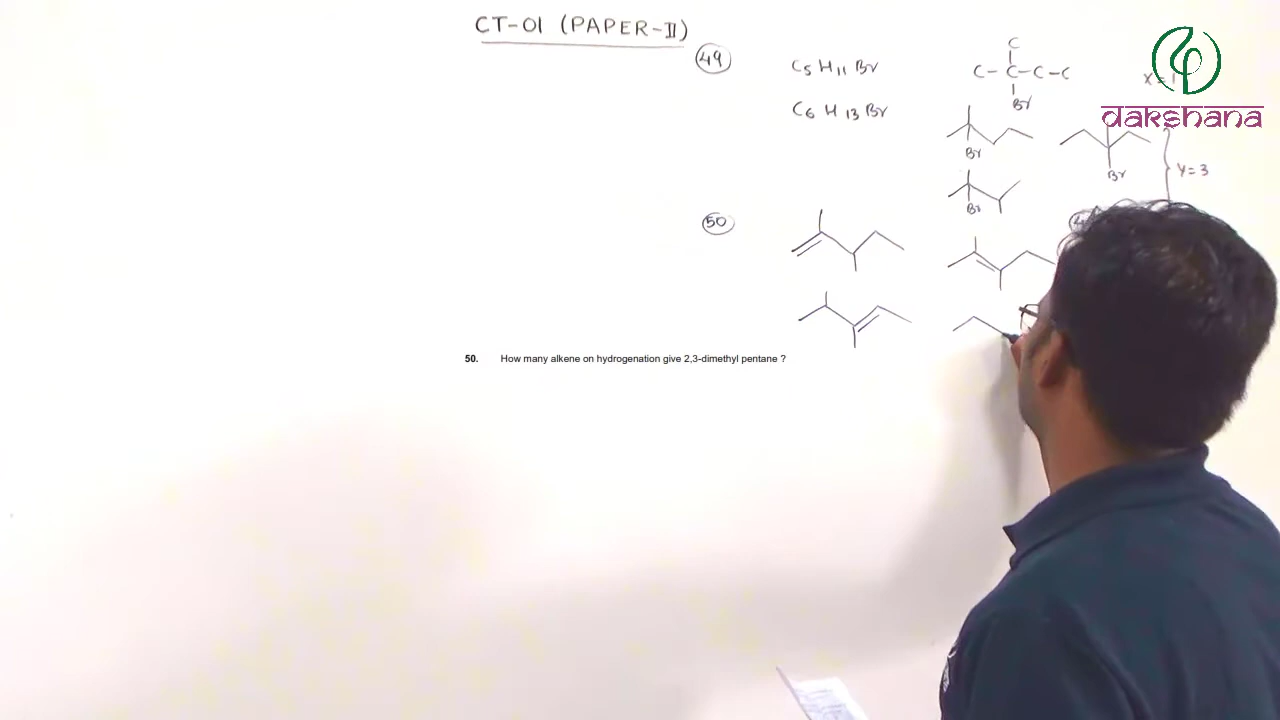 CT-01 (PAPER-II)
49
C5 H11 Br
C6 H13 Br
C
C - C - C - C
Br
x = 1
dakshana
Br
Br
Y = 3
Br
50
50. How many alkene on hydrogenation give 2,3-dimethyl pentane ?